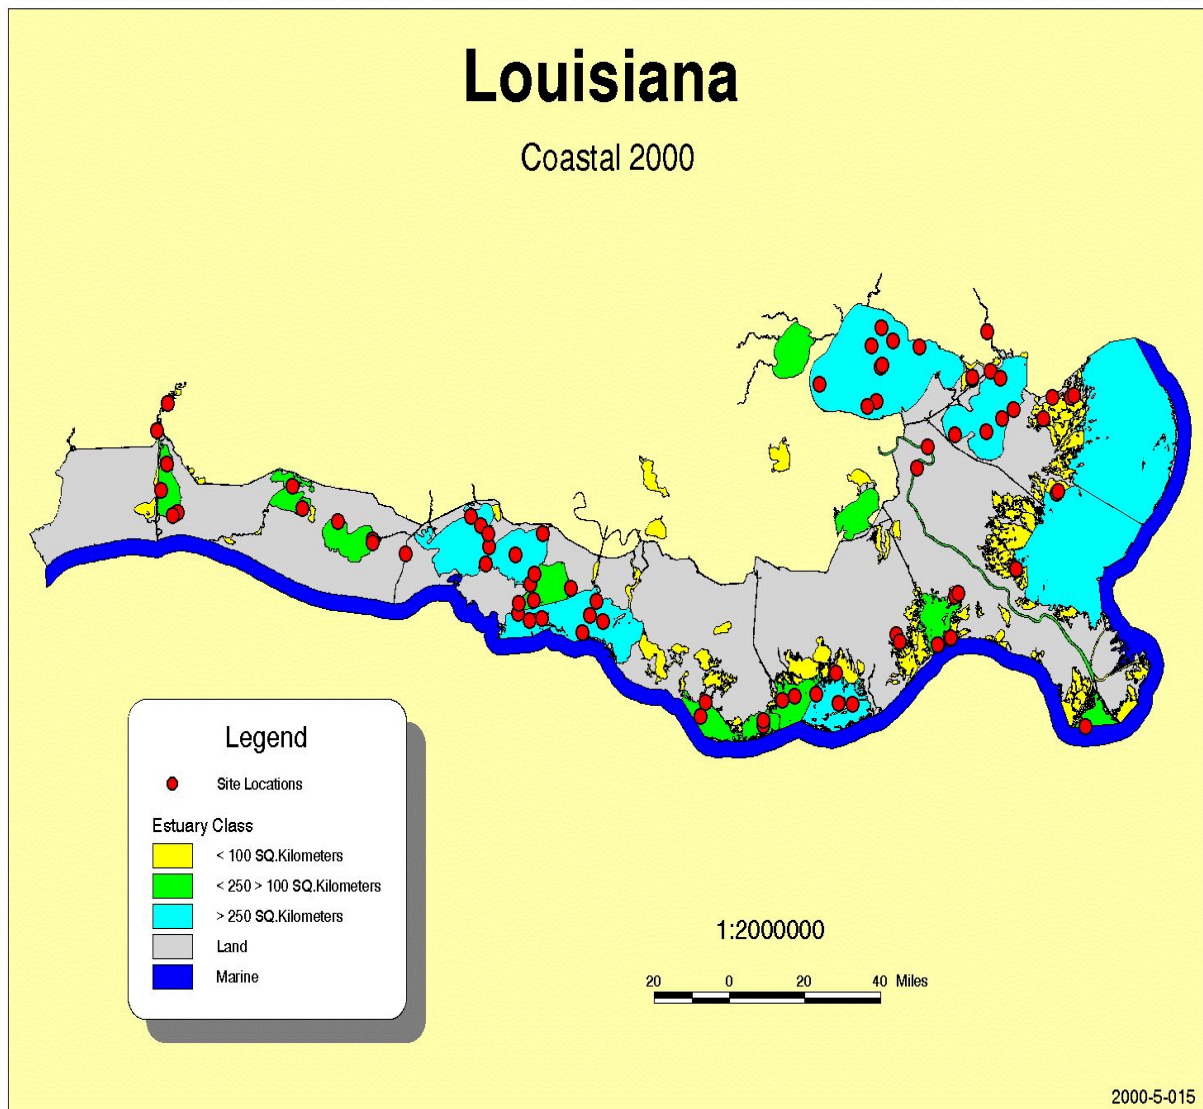 Louisiana
Coastal 2000
Legend
Site Locations
Estuary Class
< 100 SQ.Kilometers
< 250 > 100 SQ.Kilometers
> 250 SQ.Kilometers
Land
Marine
1:2000000
20 0 20 40 Miles
2000-5-015